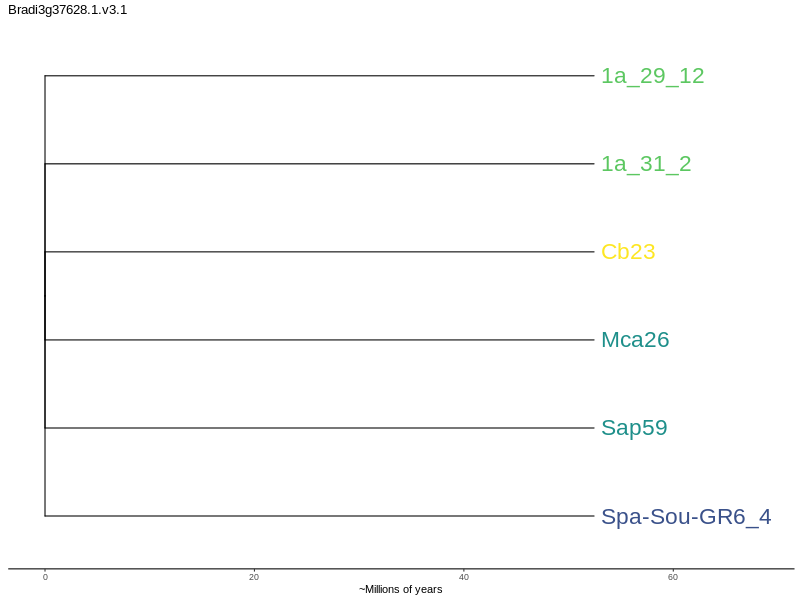 Bradi3g37628.1.v3.1
1a_29_12
1a_31_2
Cb23
Mca26
Sap59
Spa-Sou-GR6_4
0 20 40 60
~Millions of years